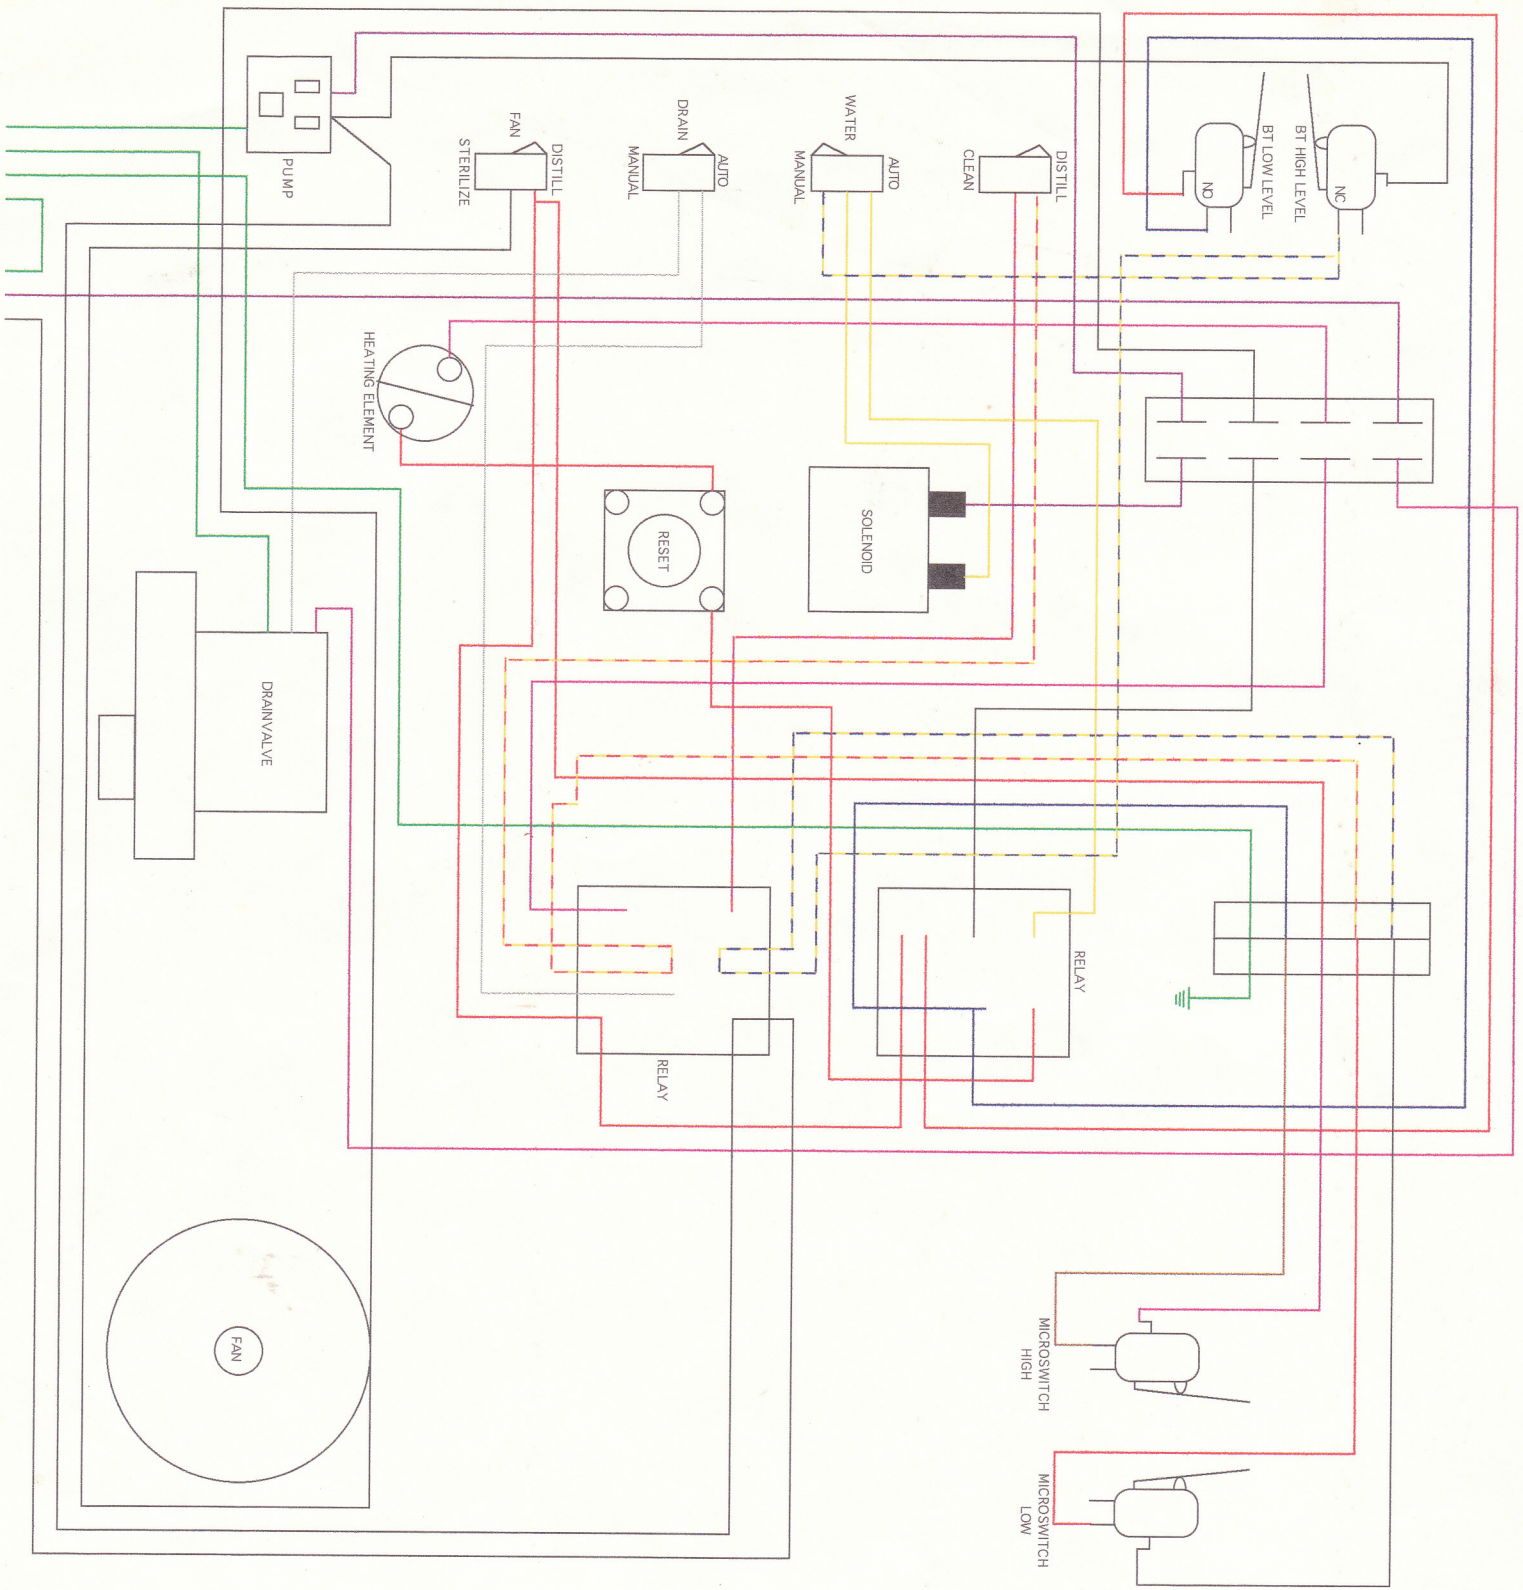 BT LOW LEVEL
NO
BT HIGH LEVEL
NC
DISTILL
CLEAN
WATER
AUTO
MANUAL
DRAIN
AUTO
MANUAL
FAN
DISTILL
STERILIZE
PUMP
HEATING ELEMENT
RESET
SOLENOID
DRAINVALVE
RELAY
RELAY
FAN
MICROSWITCH
HIGH
MICROSWITCH
LOW